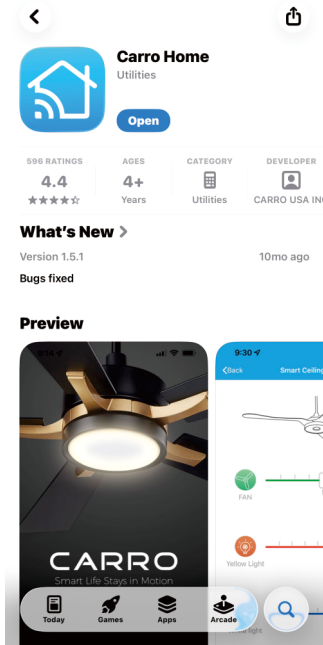 Carro Home
Utilities
Open
596 RATINGS
4.4
AGES
4+
Years
CATEGORY
Utilities
DEVELOPER
CARRO USA INC
What's New >
Version 1.5.1
10mo ago
Bugs fixed
Preview
9:30
Back
Smart Ceiling
FAN
Yellow Light
CARRO
Smart Life Stays in Motion
Today
Games
Apps
Arcade